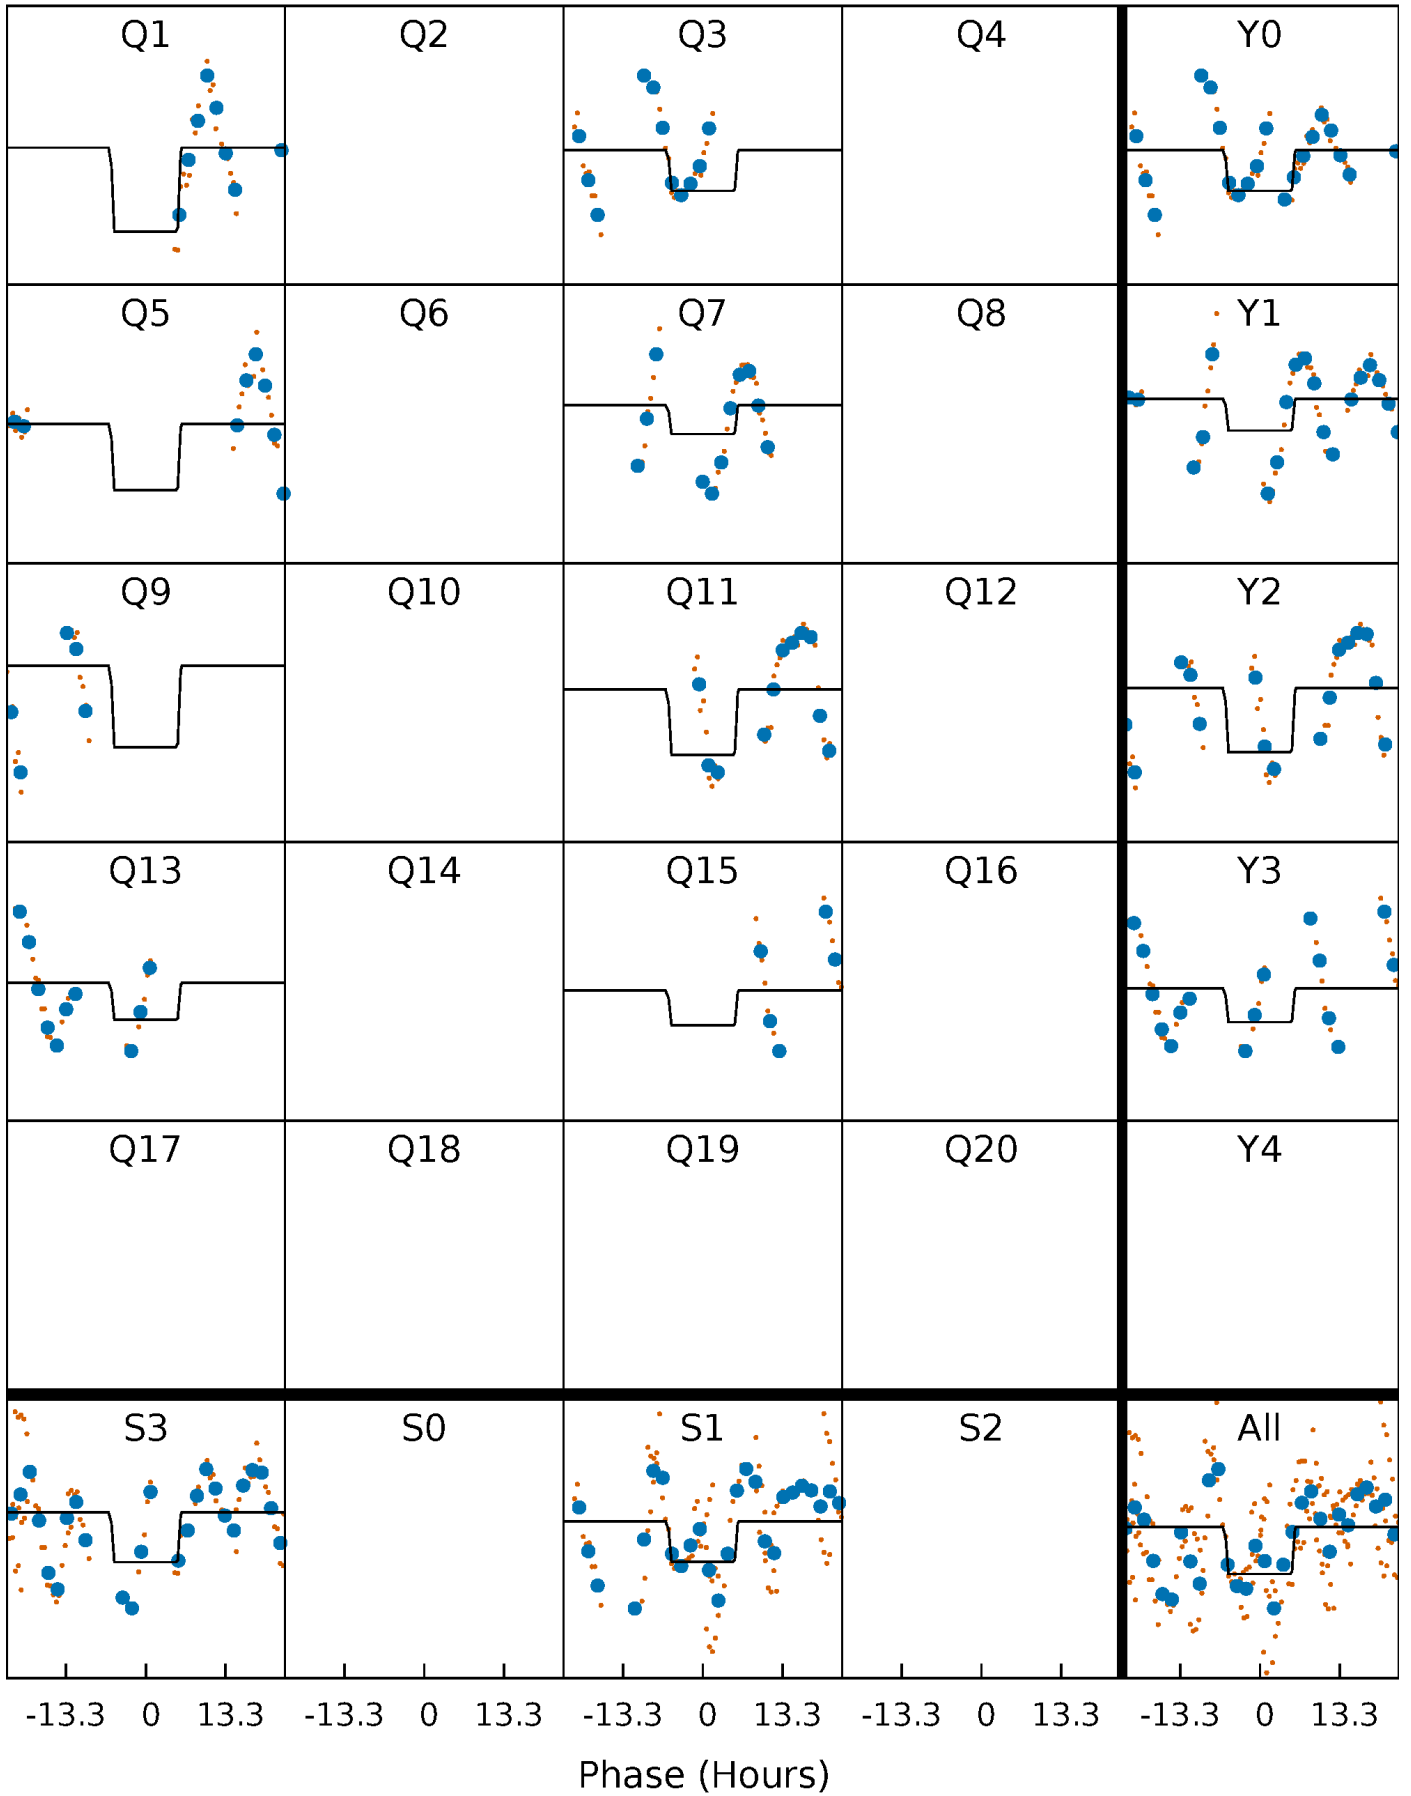 Q1 Q2 Q3 Q4 Y0
Q5 Q6 Q7 Q8 Y1
Q9 Q10 Q11 Q12 Y2
Q13 Q14 Q15 Q16 Y3
Q17 Q18 Q19 Q20 Y4
S3 S0 S1 S2 All
-13.3 0 13.3 -13.3 0 13.3 -13.3 0 13.3 -13.3 0 13.3 -13.3 0 13.3
Phase (Hours)